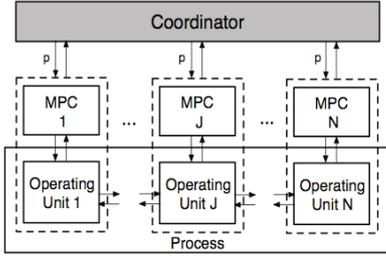 Coordinator
p p p
MPC MPC MPC
1 ... J ... N
Operating Operating Operating
Unit 1 Unit J Unit N
Process